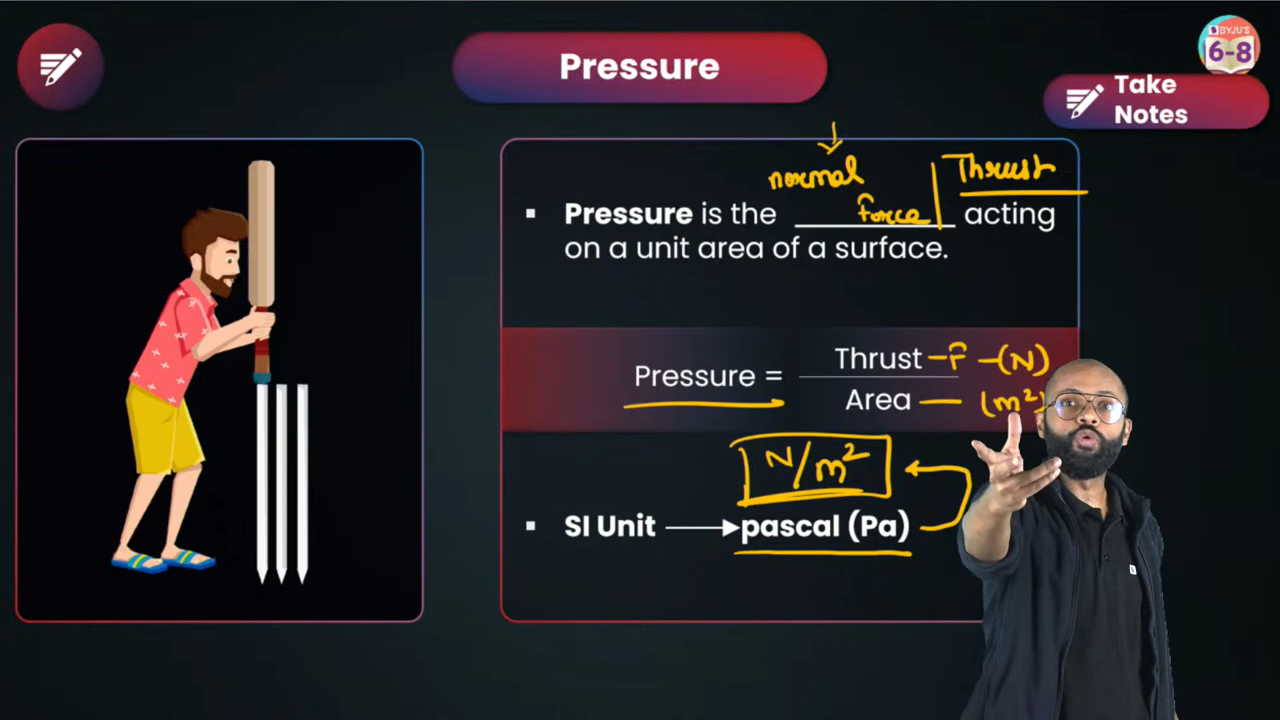 Pressure
BYJU'S
6-8
Take
Notes
normal
Thrust
Pressure is the force acting
on a unit area of a surface.
Thrust - F - (N)
Pressure =
Area — (m²)
N/m²
SI Unit → pascal (Pa)